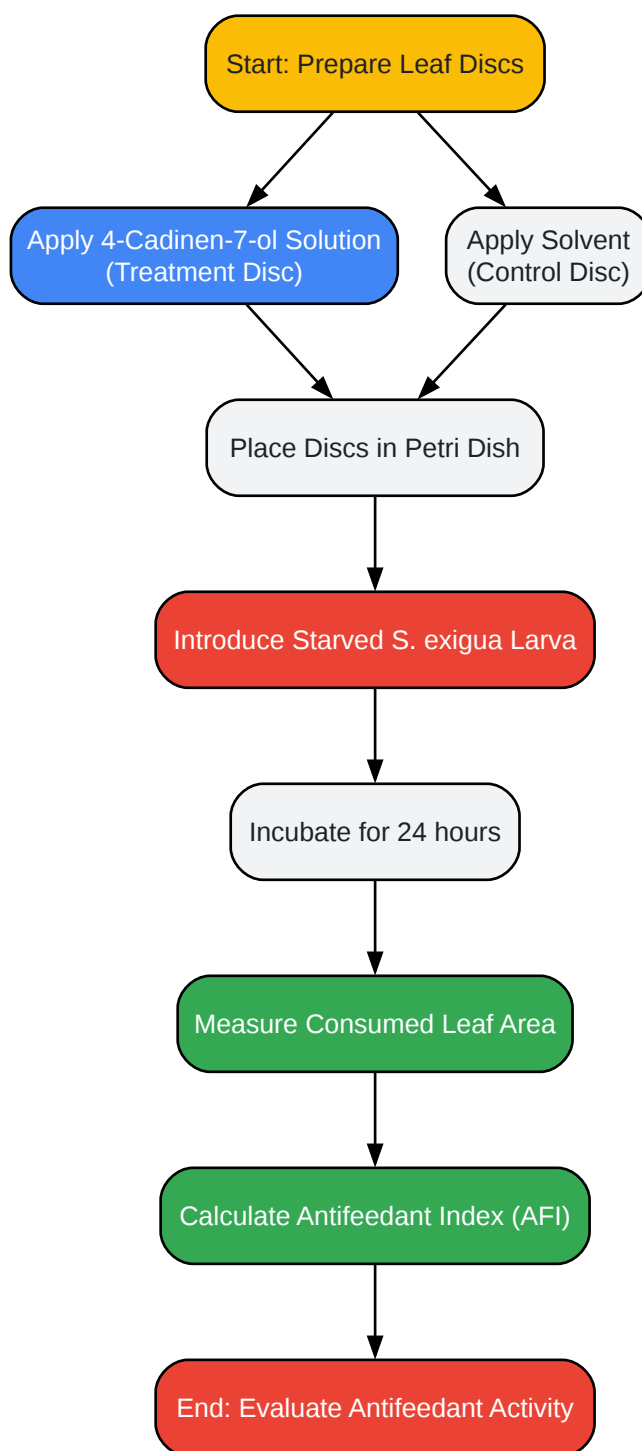 Start: Prepare Leaf Discs
Apply 4-Cadinen-7-ol Solution
(Treatment Disc)
Apply Solvent
(Control Disc)
Place Discs in Petri Dish
Introduce Starved S. exigua Larva
Incubate for 24 hours
Measure Consumed Leaf Area
Calculate Antifeedant Index (AFI)
End: Evaluate Antifeedant Activity